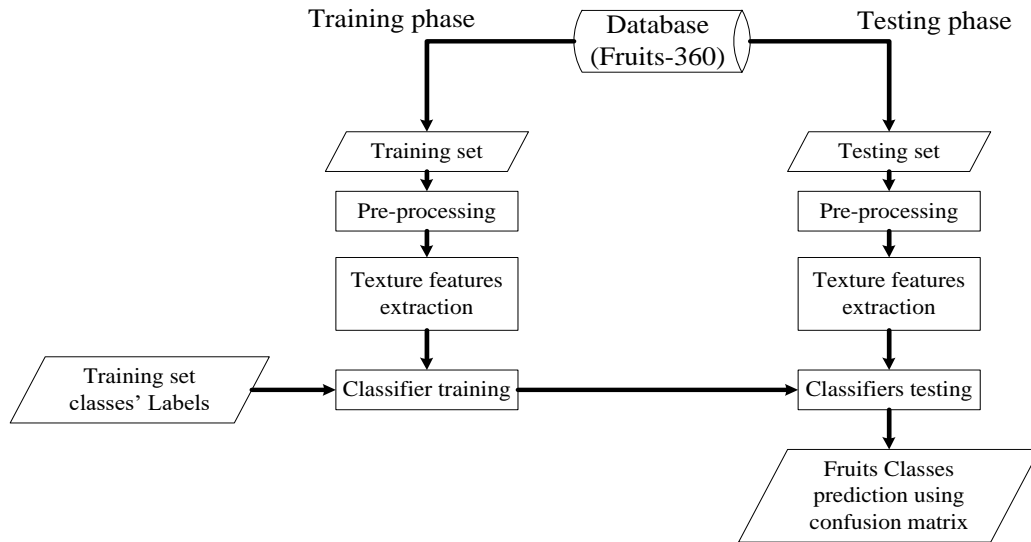 Training phase
Database
(Fruits-360)
Testing phase
Training set
Testing set
Pre-processing
Pre-processing
Texture features
extraction
Texture features
extraction
Training set
classes’ Labels
Classifier training
Classifiers testing
Fruits Classes
prediction using
confusion matrix